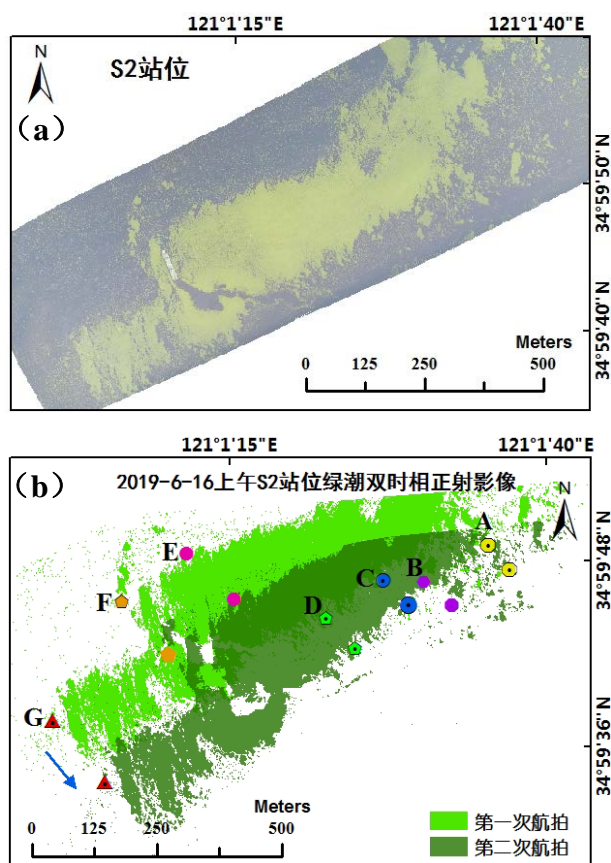 121°1'15"E
121°1'40"E
N
S2站位
(a)
34°59'50"N
34°59'40"N
Meters
0 125 250 500
121°1'15"E
121°1'40"E
(b)
2019-6-16上午S2站位绿潮双时相正射影像
N
A
34°59'48"N
E
B
C
F
D
G
34°59'36"N
Meters
0 125 250 500
第一次航拍
第二次航拍